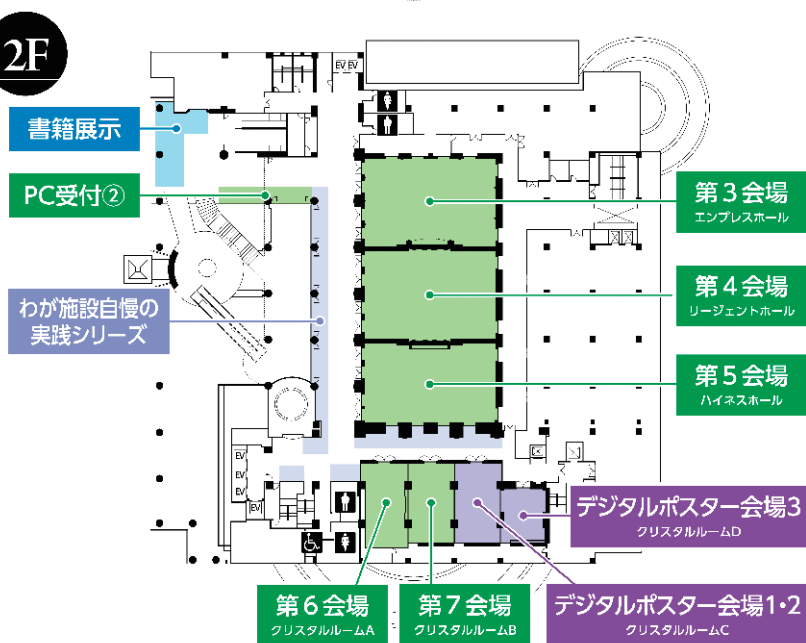 2F
EV EV
書籍展示
PC受付②
第3会場
エンプレスホール
第4会場
リージェントホール
わが施設自慢の
実践シリーズ
第5会場
ハイネスホール
EV
EV
EV
EV
デジタルポスター会場3
クリスタルルームD
第6会場
クリスタルルームA
第7会場
クリスタルルームB
デジタルポスター会場1・2
クリスタルルームC